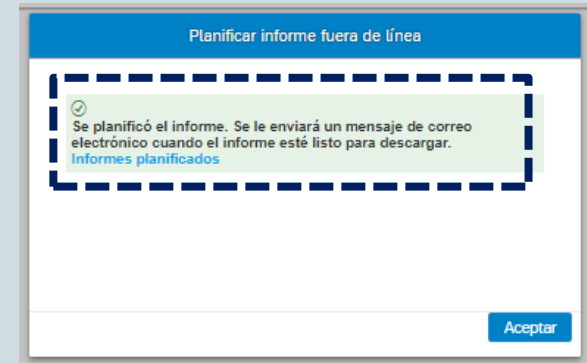 Planificar informe fuera de línea
Se planificó el informe. Se le enviará un mensaje de correo
electrónico cuando el informe esté listo para descargar.
Informes planificados
Aceptar